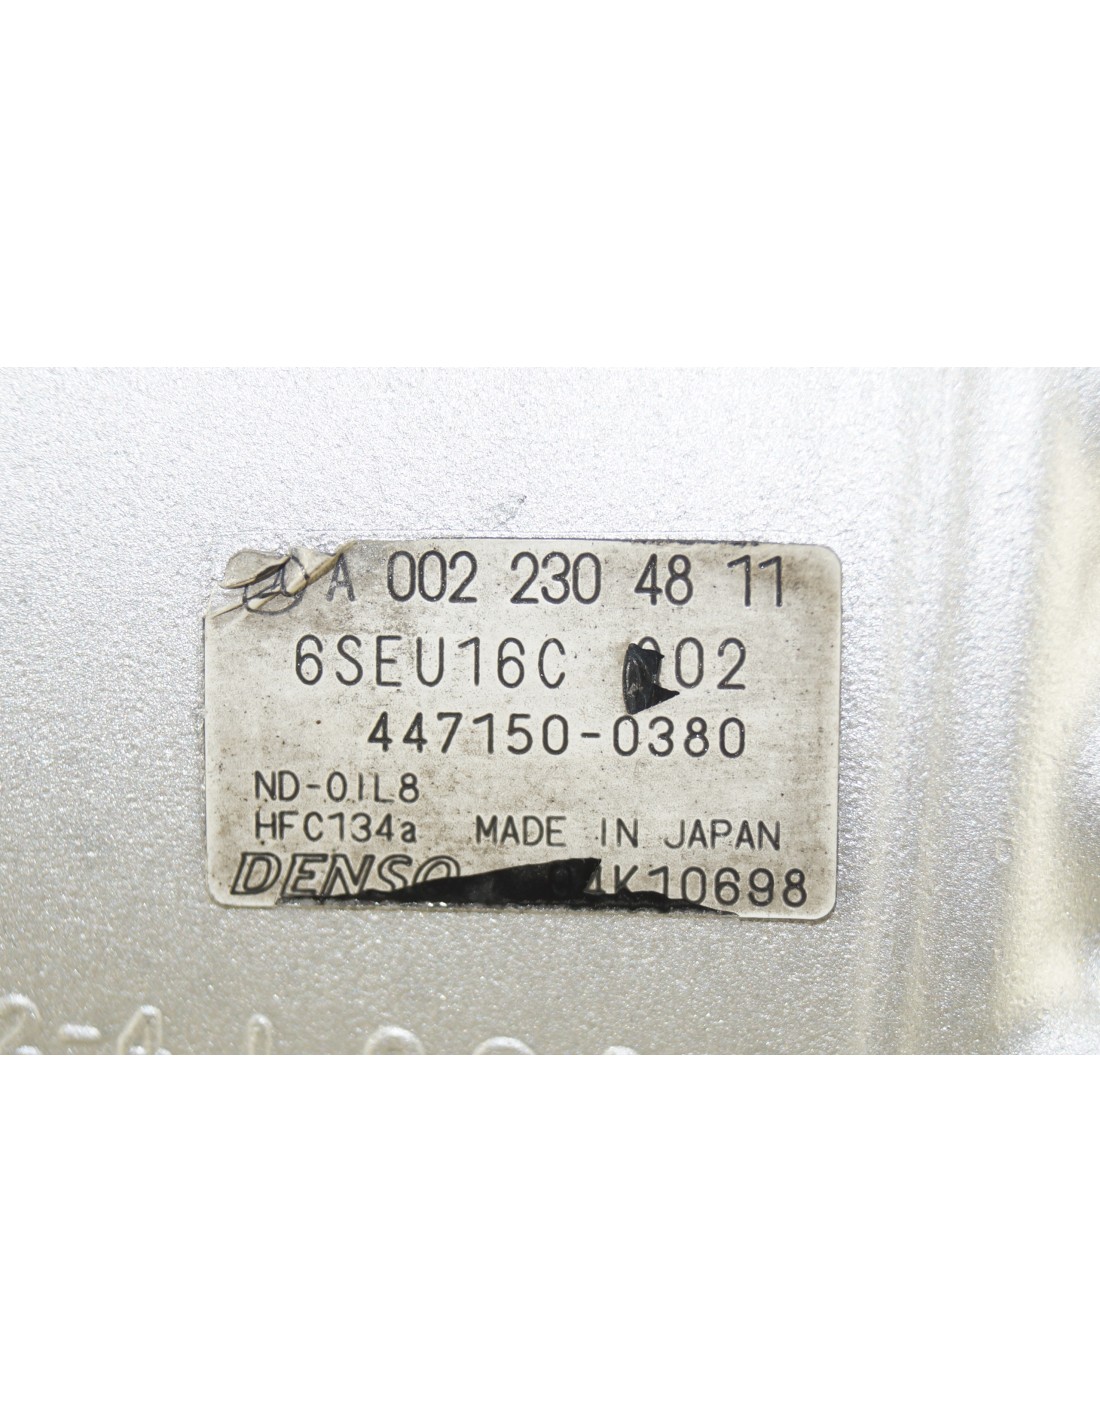 A 002 230 48 11
6SEU16C
447150-0380
ND-OIL8
HFC134a MADE IN JAPAN
DENSO